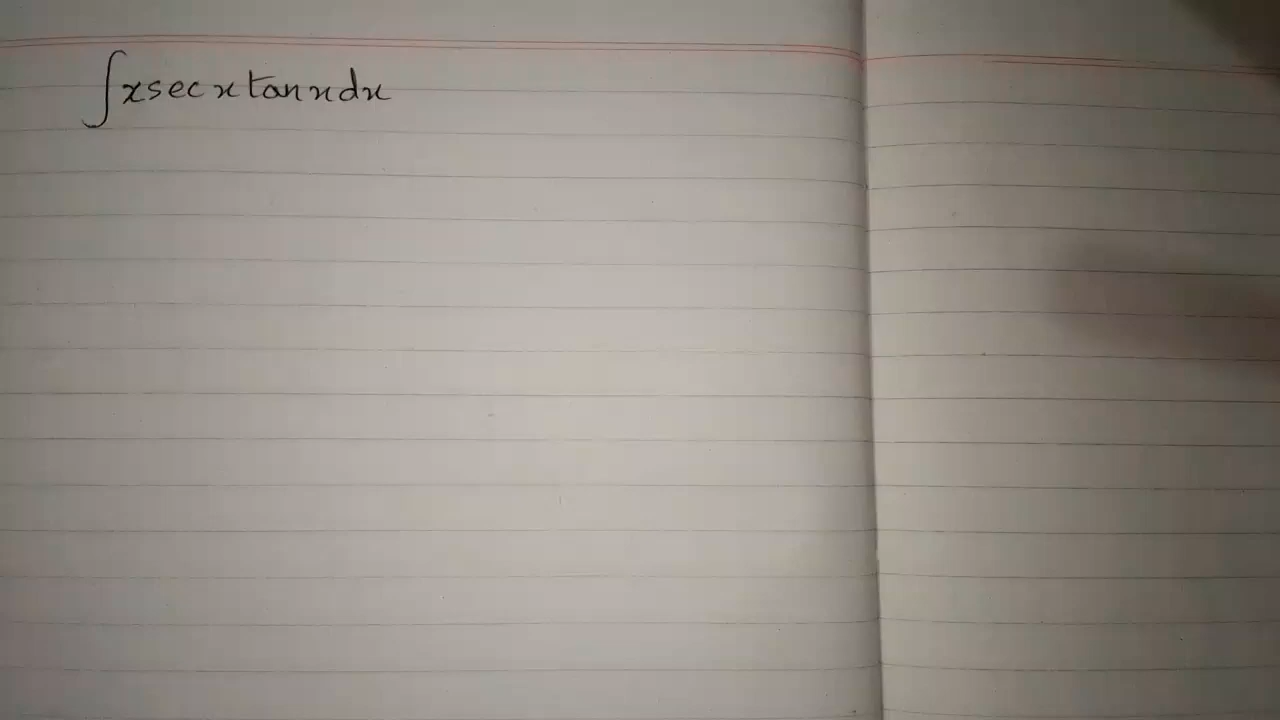 ∫x sec x tan x dx